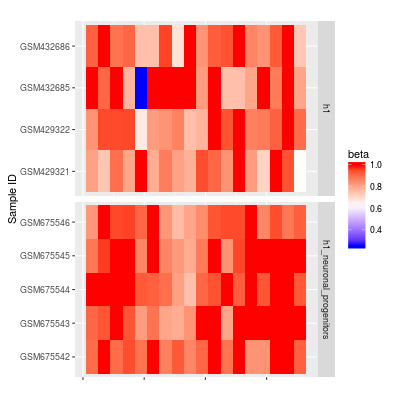 GSM432686
GSM432685
GSM429322
GSM429321
h1
GSM675546
GSM675545
GSM675544
GSM675543
GSM675542
h1_neuronal_progenitors
Sample ID
beta
1.0
0.8
0.6
0.4